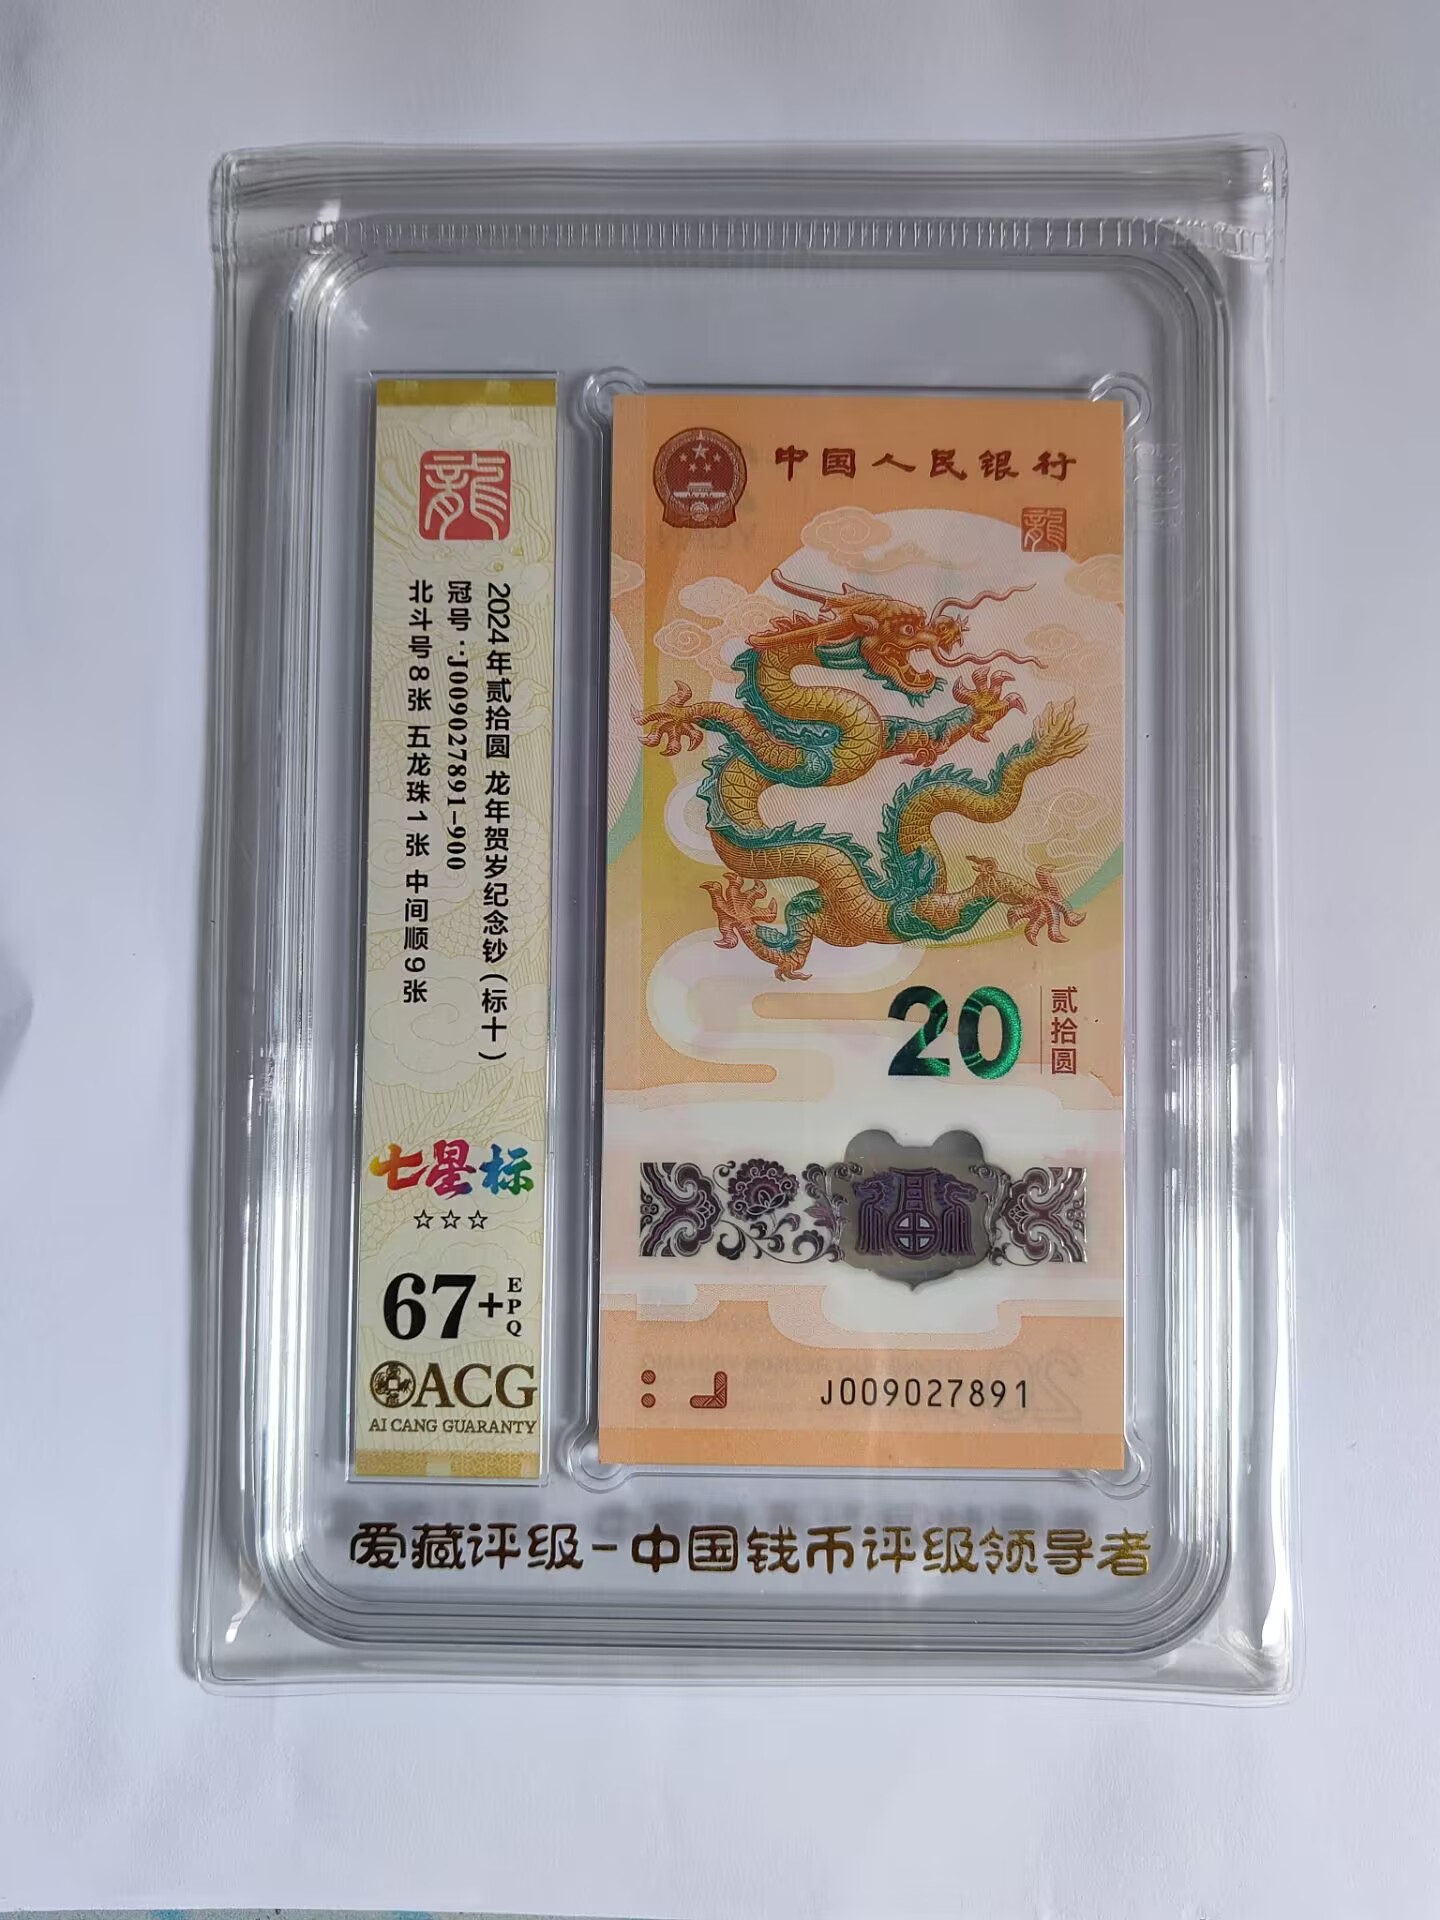 龍
2024年贰拾圆 龙年贺岁纪念钞(标十)
冠号:J009027891-900
北斗号8张 五龙珠1张 中间顺9张
七星标
☆☆☆
67+EPQ
ACG
AI CANG GUARANTY
中国人民银行
龍
20
贰拾圆
J009027891
爱藏评级-中国钱币评级领导者